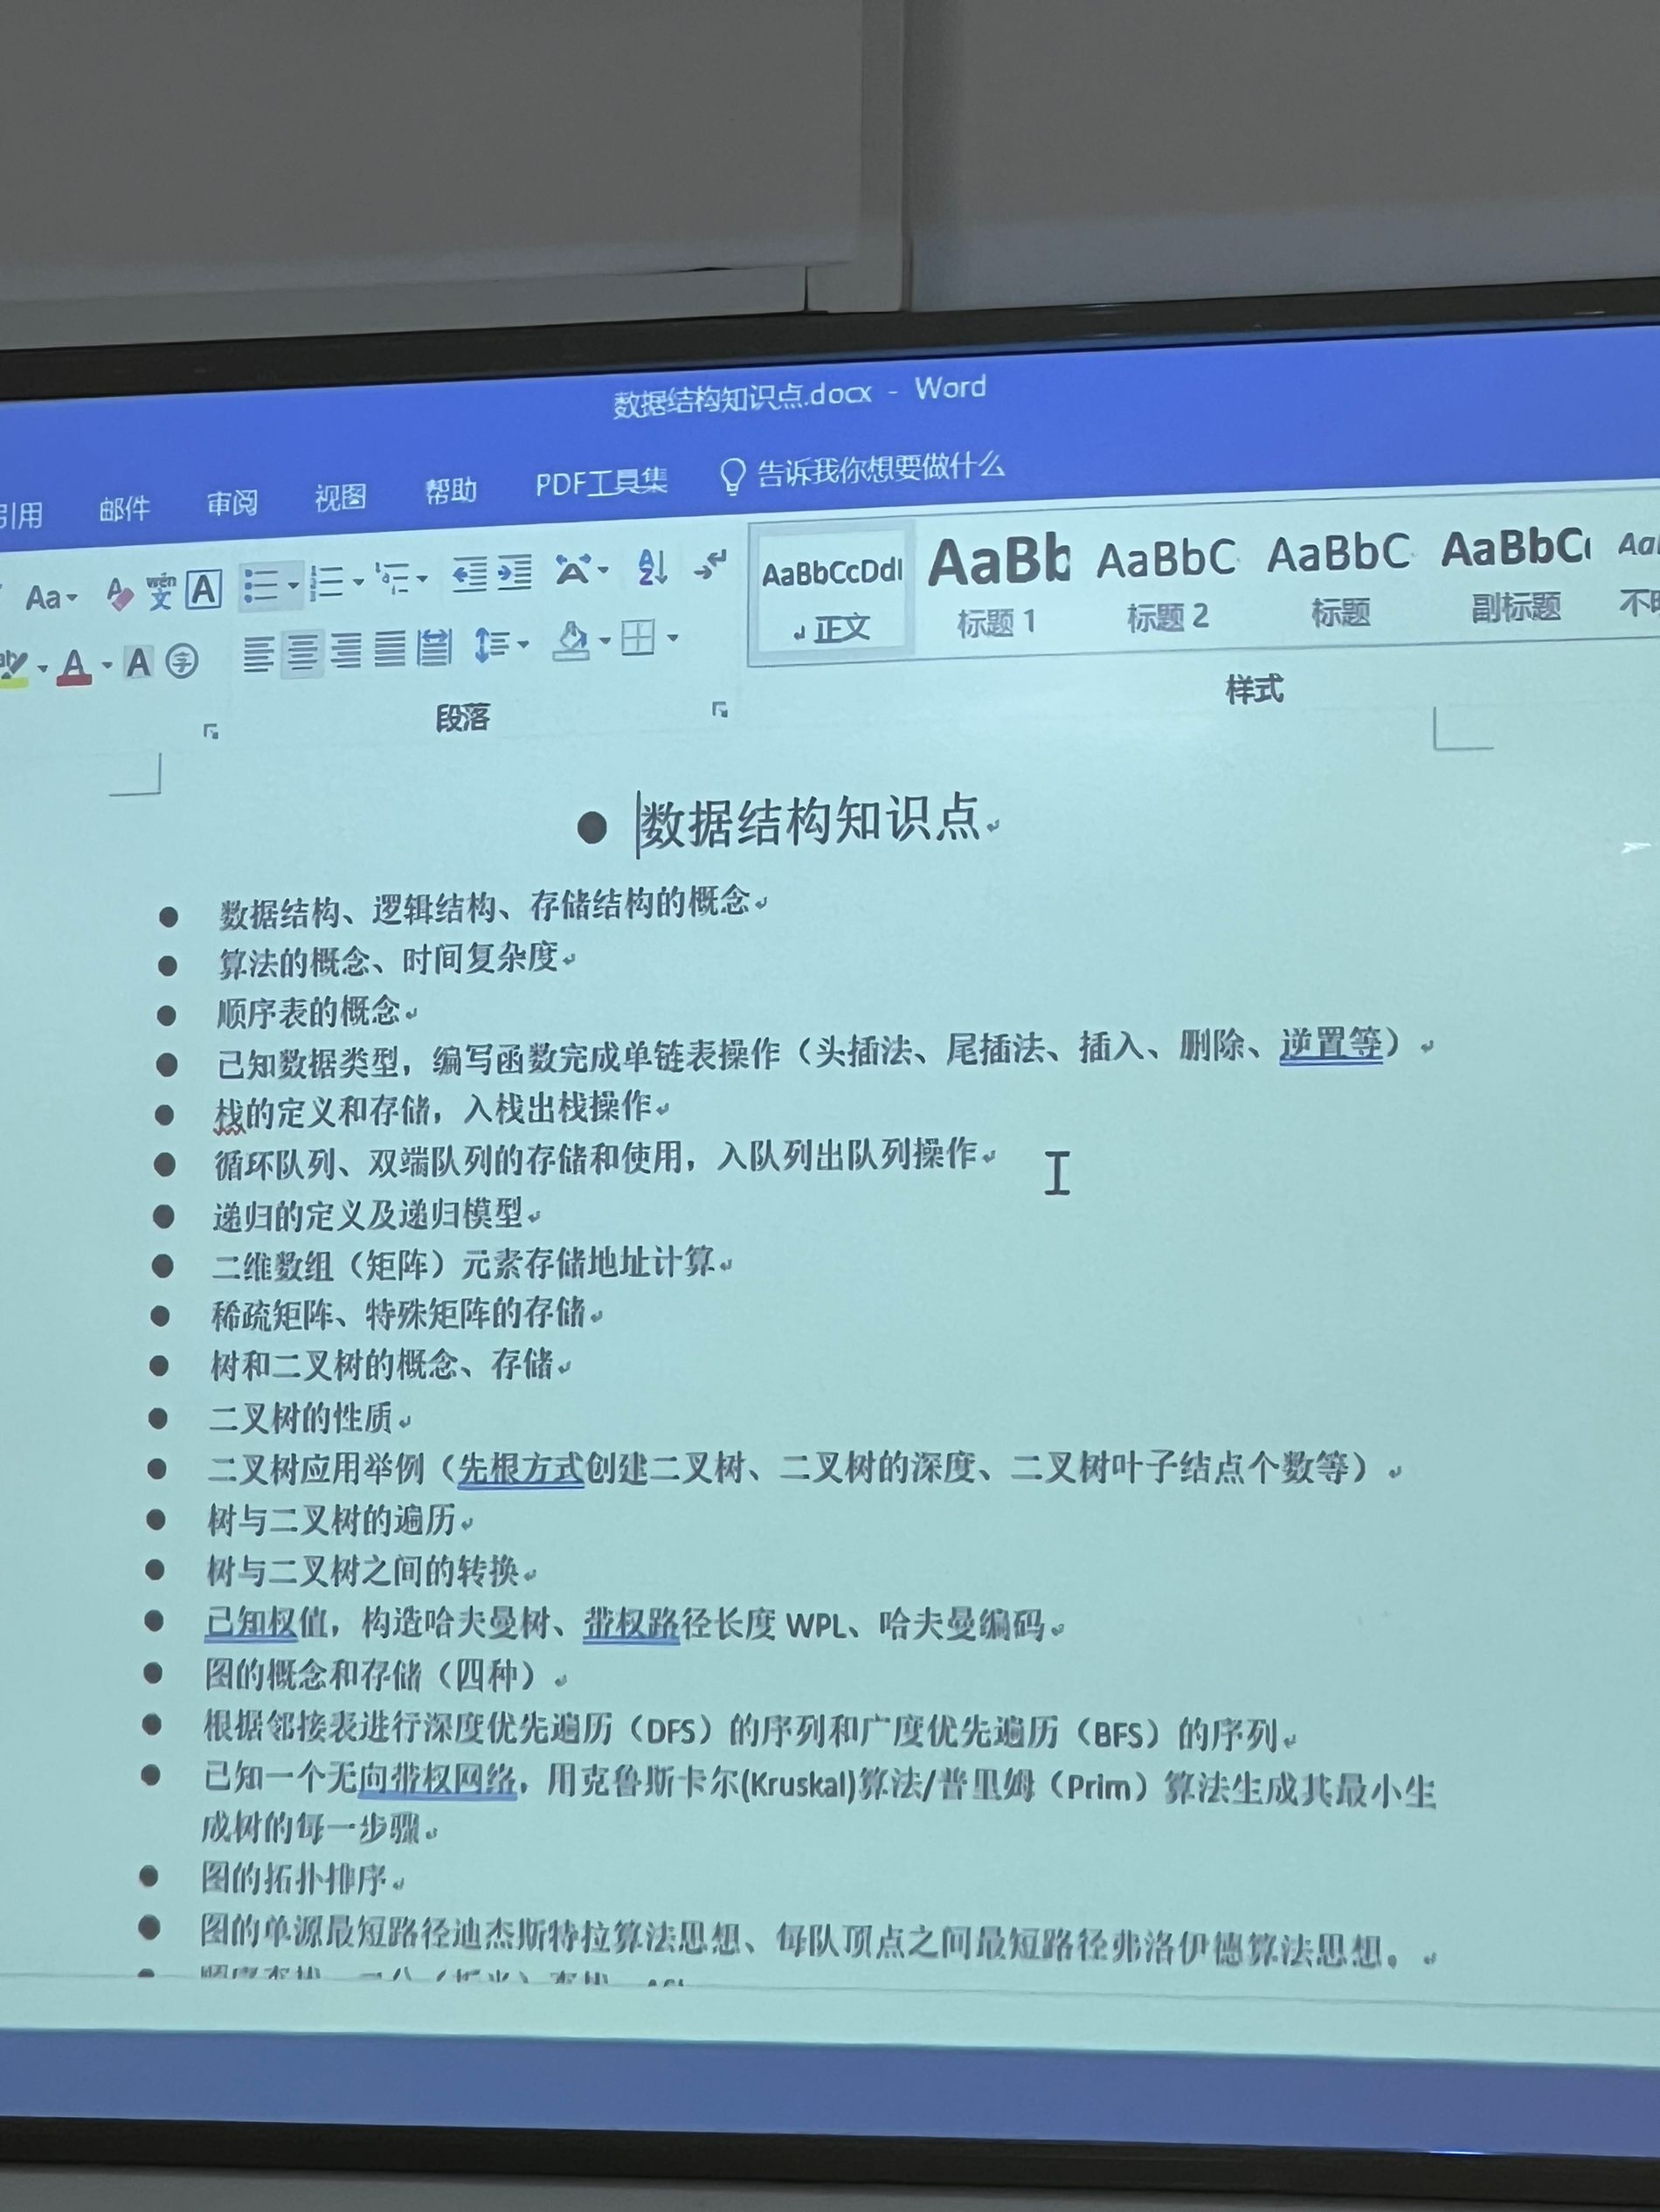 数据结构知识点.docx - Word
引用 邮件 审阅 视图 帮助 PDF工具集 告诉我你想要做什么
Aa wén 文 A A Z AaBbCcDdI AaBb AaBbC AaBbC AaBbC
A A 字 正文 标题 1 标题 2 标题 副标题
段落 样式
● 数据结构知识点
● 数据结构、逻辑结构、存储结构的概念
● 算法的概念、时间复杂度
● 顺序表的概念
● 已知数据类型，编写函数完成单链表操作（头插法、尾插法、插入、删除、逆置等）
● 栈的定义和存储，入栈出栈操作
● 循环队列、双端队列的存储和使用，入队列出队列操作
● 递归的定义及递归模型
● 二维数组（矩阵）元素存储地址计算
● 稀疏矩阵、特殊矩阵的存储
● 树和二叉树的概念、存储
● 二叉树的性质
● 二叉树应用举例（先根方式创建二叉树、二叉树的深度、二叉树叶子结点个数等）
● 树与二叉树的遍历
● 树与二叉树之间的转换
● 已知权值，构造哈夫曼树、带权路径长度 WPL、哈夫曼编码
● 图的概念和存储（四种）
● 根据邻接表进行深度优先遍历（DFS）的序列和广度优先遍历（BFS）的序列
● 已知一个无向带权网络，用克鲁斯卡尔(Kruskal)算法/普里姆（Prim）算法生成其最小生
成树的每一步骤
● 图的拓扑排序
● 图的单源最短路径迪杰斯特拉算法思想、每队顶点之间最短路径弗洛伊德算法思想。